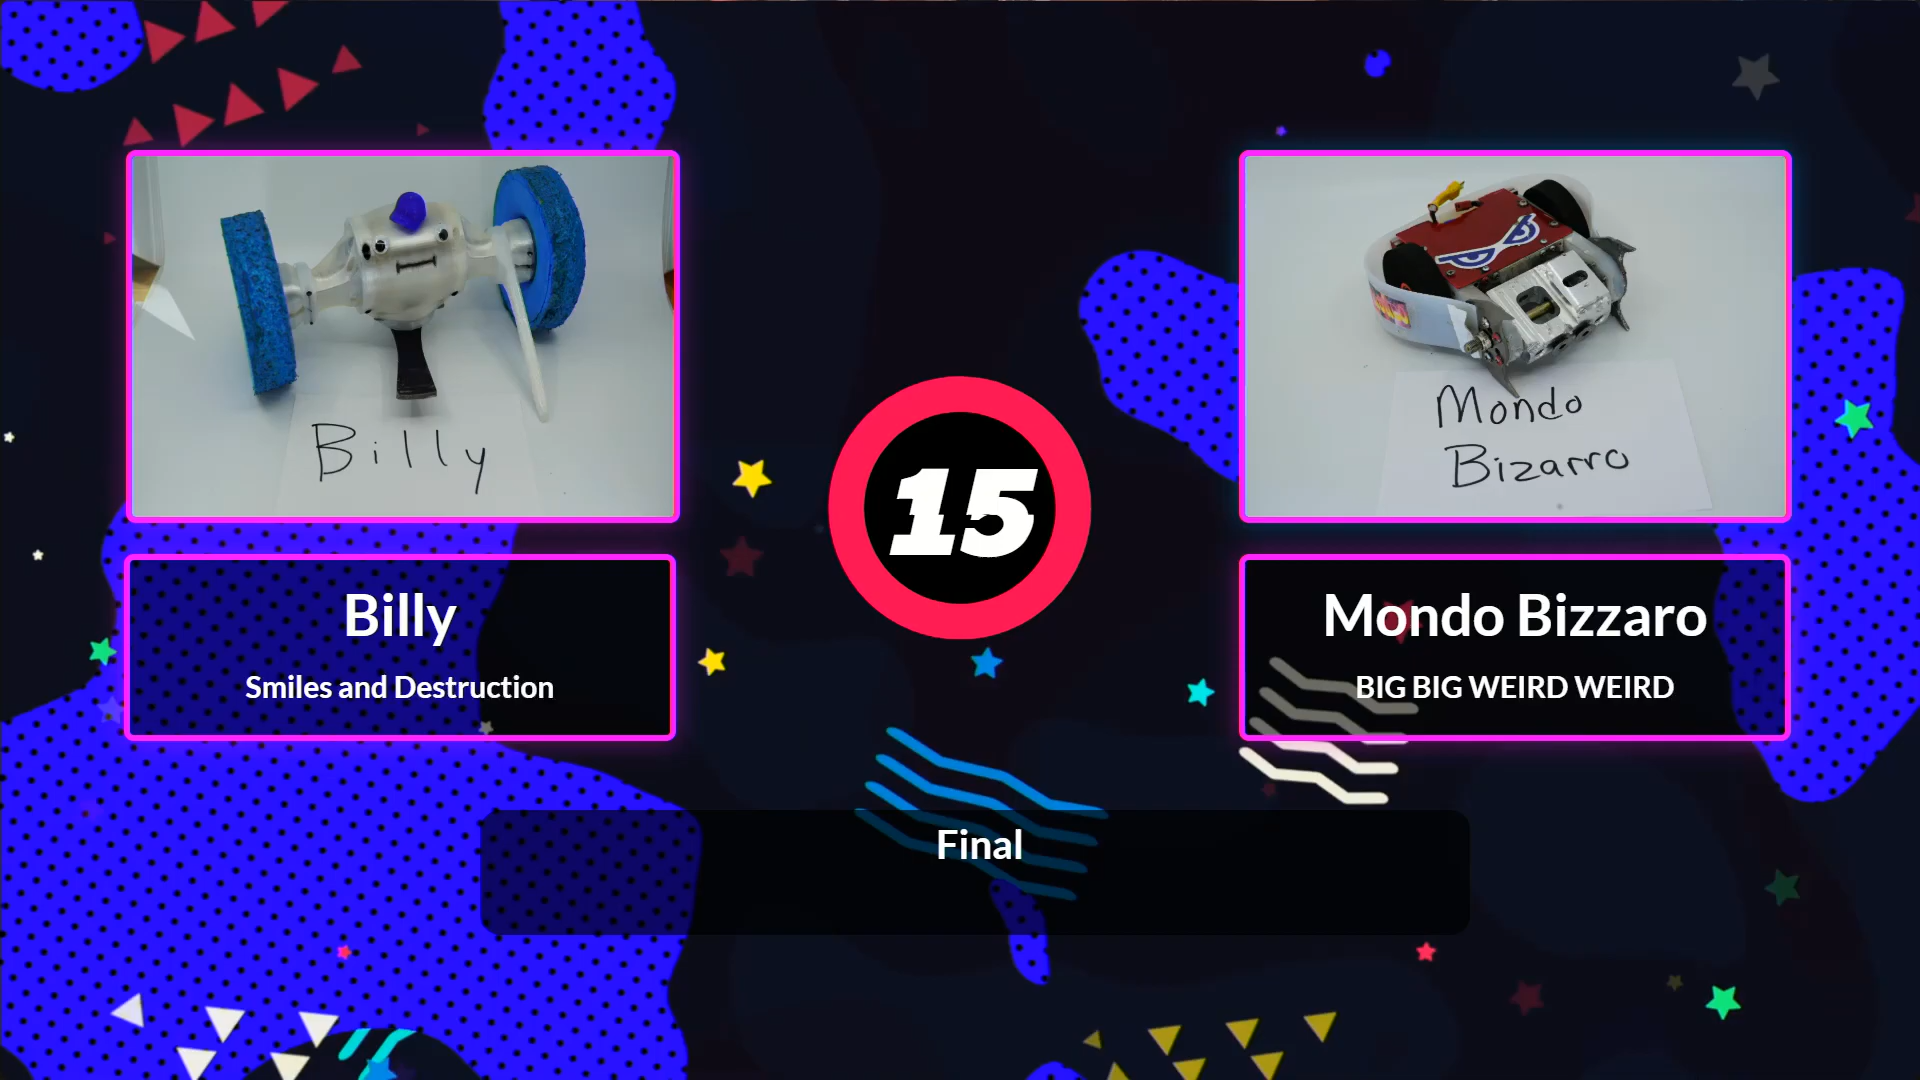 Billy
Mondo
Bizarro
15
Billy
Smiles and Destruction
Mondo Bizzaro
BIG BIG WEIRD WEIRD
Final